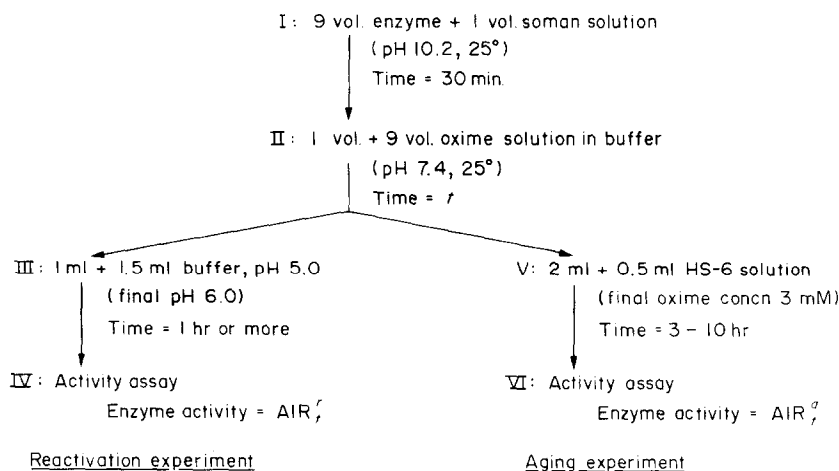 I: 9 vol. enzyme + 1 vol. soman solution
(pH 10.2, 25°)
Time = 30 min.
II: 1 vol. + 9 vol. oxime solution in buffer
(pH 7.4, 25°)
Time = t
III: 1 ml + 1.5 ml buffer, pH 5.0
(final pH 6.0)
Time = 1 hr or more
V: 2 ml + 0.5 ml HS-6 solution
(final oxime concn 3 mM)
Time = 3 – 10 hr
IV: Activity assay
Enzyme activity = AIR_t^r
VI: Activity assay
Enzyme activity = AIR_t^a
Reactivation experiment
Aging experiment